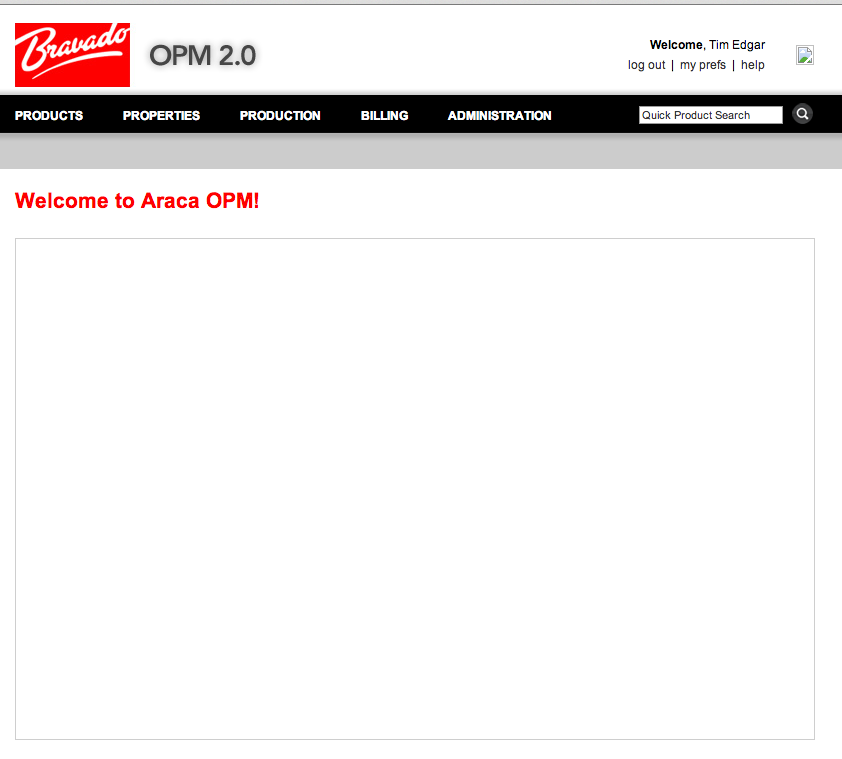 Bravado
OPM 2.0
Welcome, Tim Edgar
log out | my prefs | help
PRODUCTS PROPERTIES PRODUCTION BILLING ADMINISTRATION Quick Product Search
Welcome to Araca OPM!